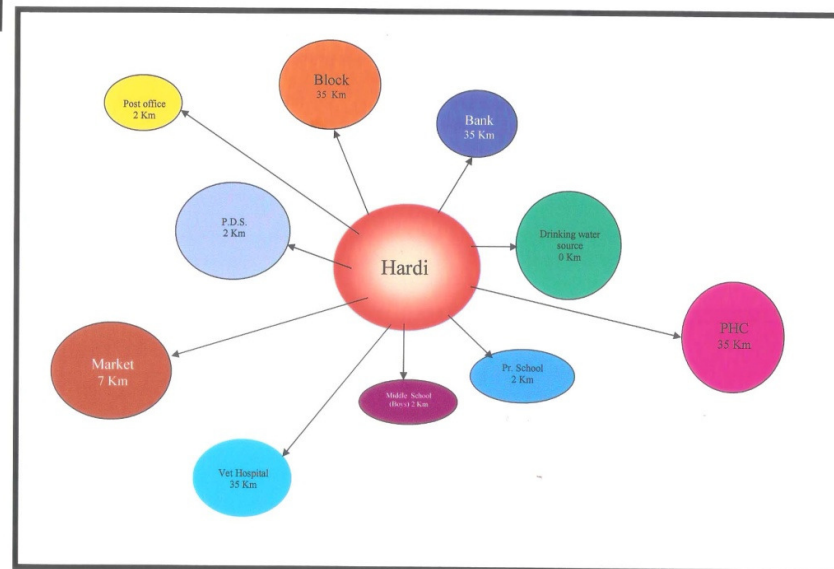 Block
35 Km
Post office
2 Km
Bank
35 Km
P.D.S.
2 Km
Drinking water
source
0 Km
Hardi
PHC
35 Km
Market
7 Km
Pr. School
2 Km
Middle School
(Boys) 2 Km
Vet Hospital
35 Km